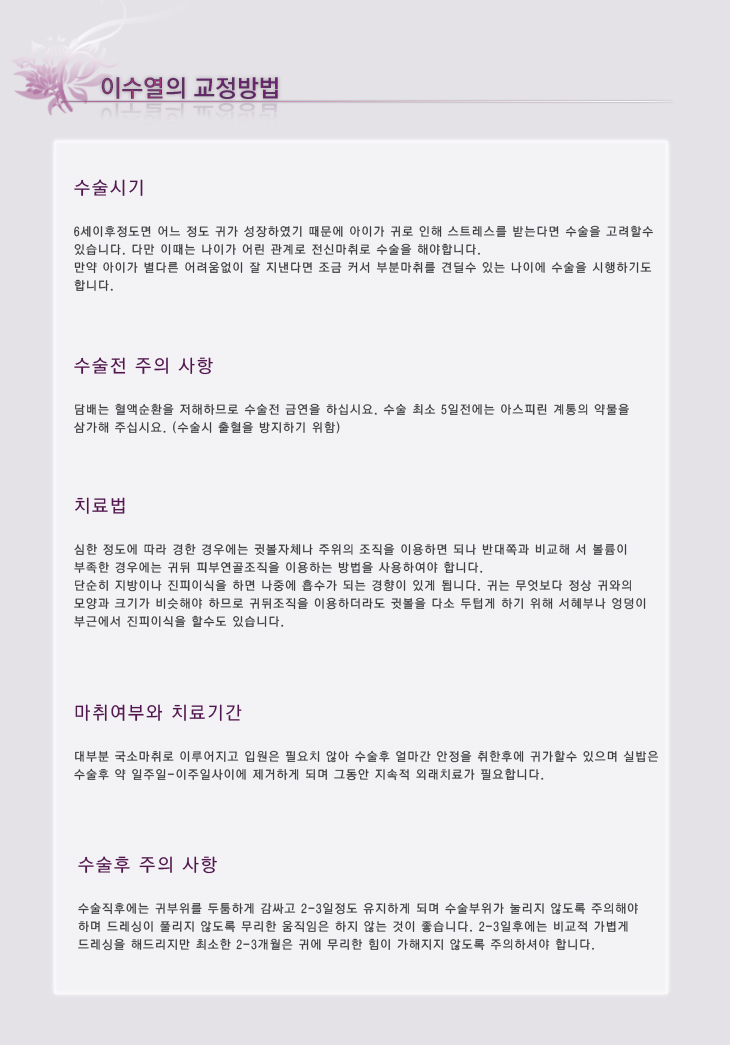 이수열의 교정방법
수술시기
6세이후정도면 어느 정도 귀가 성장하였기 때문에 아이가 귀로 인해 스트레스를 받는다면 수술을 고려할수
있습니다. 다만 이때는 나이가 어린 관계로 전신마취로 수술을 해야합니다.
만약 아이가 별다른 어려움없이 잘 지낸다면 조금 커서 부분마취를 견딜수 있는 나이에 수술을 시행하기도
합니다.
수술전 주의 사항
담배는 혈액순환을 저해하므로 수술전 금연을 하십시요. 수술 최소 5일전에는 아스피린 계통의 약물을
삼가해 주십시요. (수술시 출혈을 방지하기 위함)
치료법
심한 정도에 따라 경한 경우에는 귓볼자체나 주위의 조직을 이용하면 되나 반대쪽과 비교해 서 볼륨이
부족한 경우에는 귀뒤 피부연골조직을 이용하는 방법을 사용하여야 합니다.
단순히 지방이나 진피이식을 하면 나중에 흡수가 되는 경향이 있게 됩니다. 귀는 무엇보다 정상 귀와의
모양과 크기가 비슷해야 하므로 귀뒤조직을 이용하더라도 귓볼을 다소 두텁게 하기 위해 서혜부나 엉덩이
부근에서 진피이식을 할수도 있습니다.
마취여부와 치료기간
대부분 국소마취로 이루어지고 입원은 필요치 않아 수술후 얼마간 안정을 취한후에 귀가할수 있으며 실밥은
수술후 약 일주일-이주일사이에 제거하게 되며 그동안 지속적 외래치료가 필요합니다.
수술후 주의 사항
수술직후에는 귀부위를 두툼하게 감싸고 2-3일정도 유지하게 되며 수술부위가 눌리지 않도록 주의해야
하며 드레싱이 풀리지 않도록 무리한 움직임은 하지 않는 것이 좋습니다. 2-3일후에는 비교적 가볍게
드레싱을 해드리지만 최소한 2-3개월은 귀에 무리한 힘이 가해지지 않도록 주의하셔야 합니다.